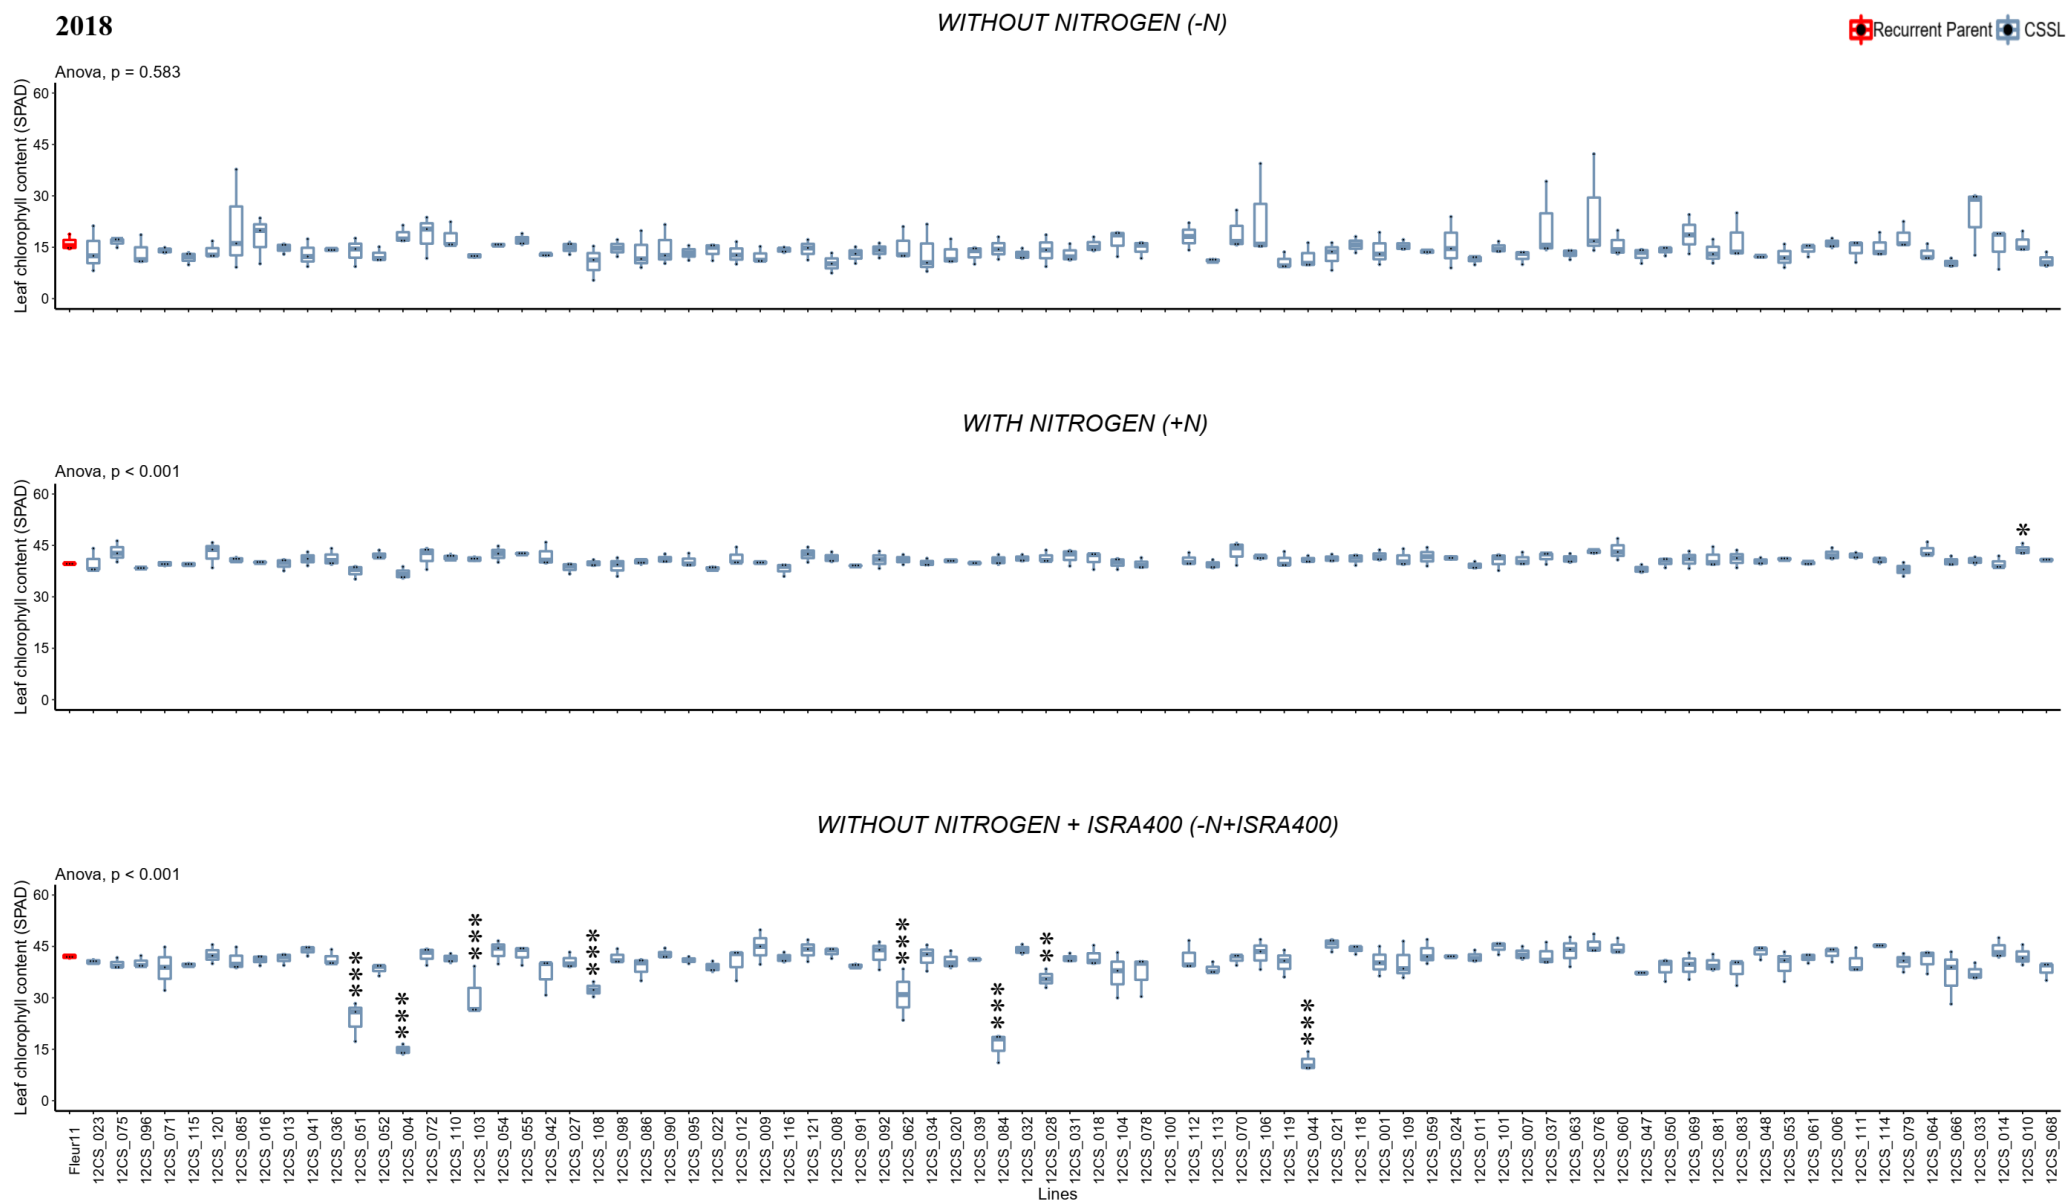 2018
WITHOUT NITROGEN (-N)
Recurrent Parent CSSL
Anova, p = 0.583
Leaf chlorophyll content (SPAD)
60
45
30
15
0
WITH NITROGEN (+N)
Anova, p < 0.001
Leaf chlorophyll content (SPAD)
60
45
30
15
0
*
WITHOUT NITROGEN + ISRA400 (-N+ISRA400)
Anova, p < 0.001
Leaf chlorophyll content (SPAD)
60
45
30
15
0
*** *** *** *** *** *** ** ***
Fleur11
12CS_023
12CS_075
12CS_096
12CS_071
12CS_115
12CS_120
12CS_085
12CS_016
12CS_013
12CS_041
12CS_036
12CS_051
12CS_052
12CS_004
12CS_072
12CS_110
12CS_103
12CS_054
12CS_055
12CS_042
12CS_027
12CS_108
12CS_098
12CS_086
12CS_090
12CS_095
12CS_022
12CS_012
12CS_009
12CS_116
12CS_121
12CS_008
12CS_091
12CS_092
12CS_062
12CS_034
12CS_020
12CS_039
12CS_084
12CS_032
12CS_028
12CS_031
12CS_018
12CS_104
12CS_078
12CS_100
12CS_112
12CS_113
12CS_070
12CS_106
12CS_119
12CS_044
12CS_021
12CS_118
12CS_001
12CS_109
12CS_059
12CS_024
12CS_011
12CS_101
12CS_007
12CS_037
12CS_063
12CS_076
12CS_060
12CS_047
12CS_050
12CS_069
12CS_081
12CS_083
12CS_048
12CS_053
12CS_061
12CS_006
12CS_111
12CS_114
12CS_079
12CS_064
12CS_066
12CS_033
12CS_014
12CS_010
12CS_068
Lines